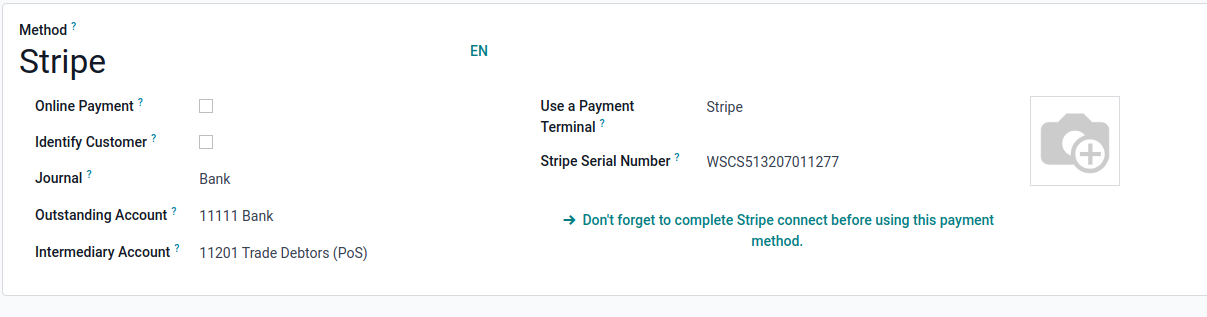 Method ?
Stripe
EN
Online Payment ?
Identify Customer ?
Journal ? Bank
Outstanding Account ? 11111 Bank
Intermediary Account ? 11201 Trade Debtors (PoS)
Use a Payment
Terminal ?
Stripe
Stripe Serial Number ? WSCS513207011277
→ Don't forget to complete Stripe connect before using this payment
method.